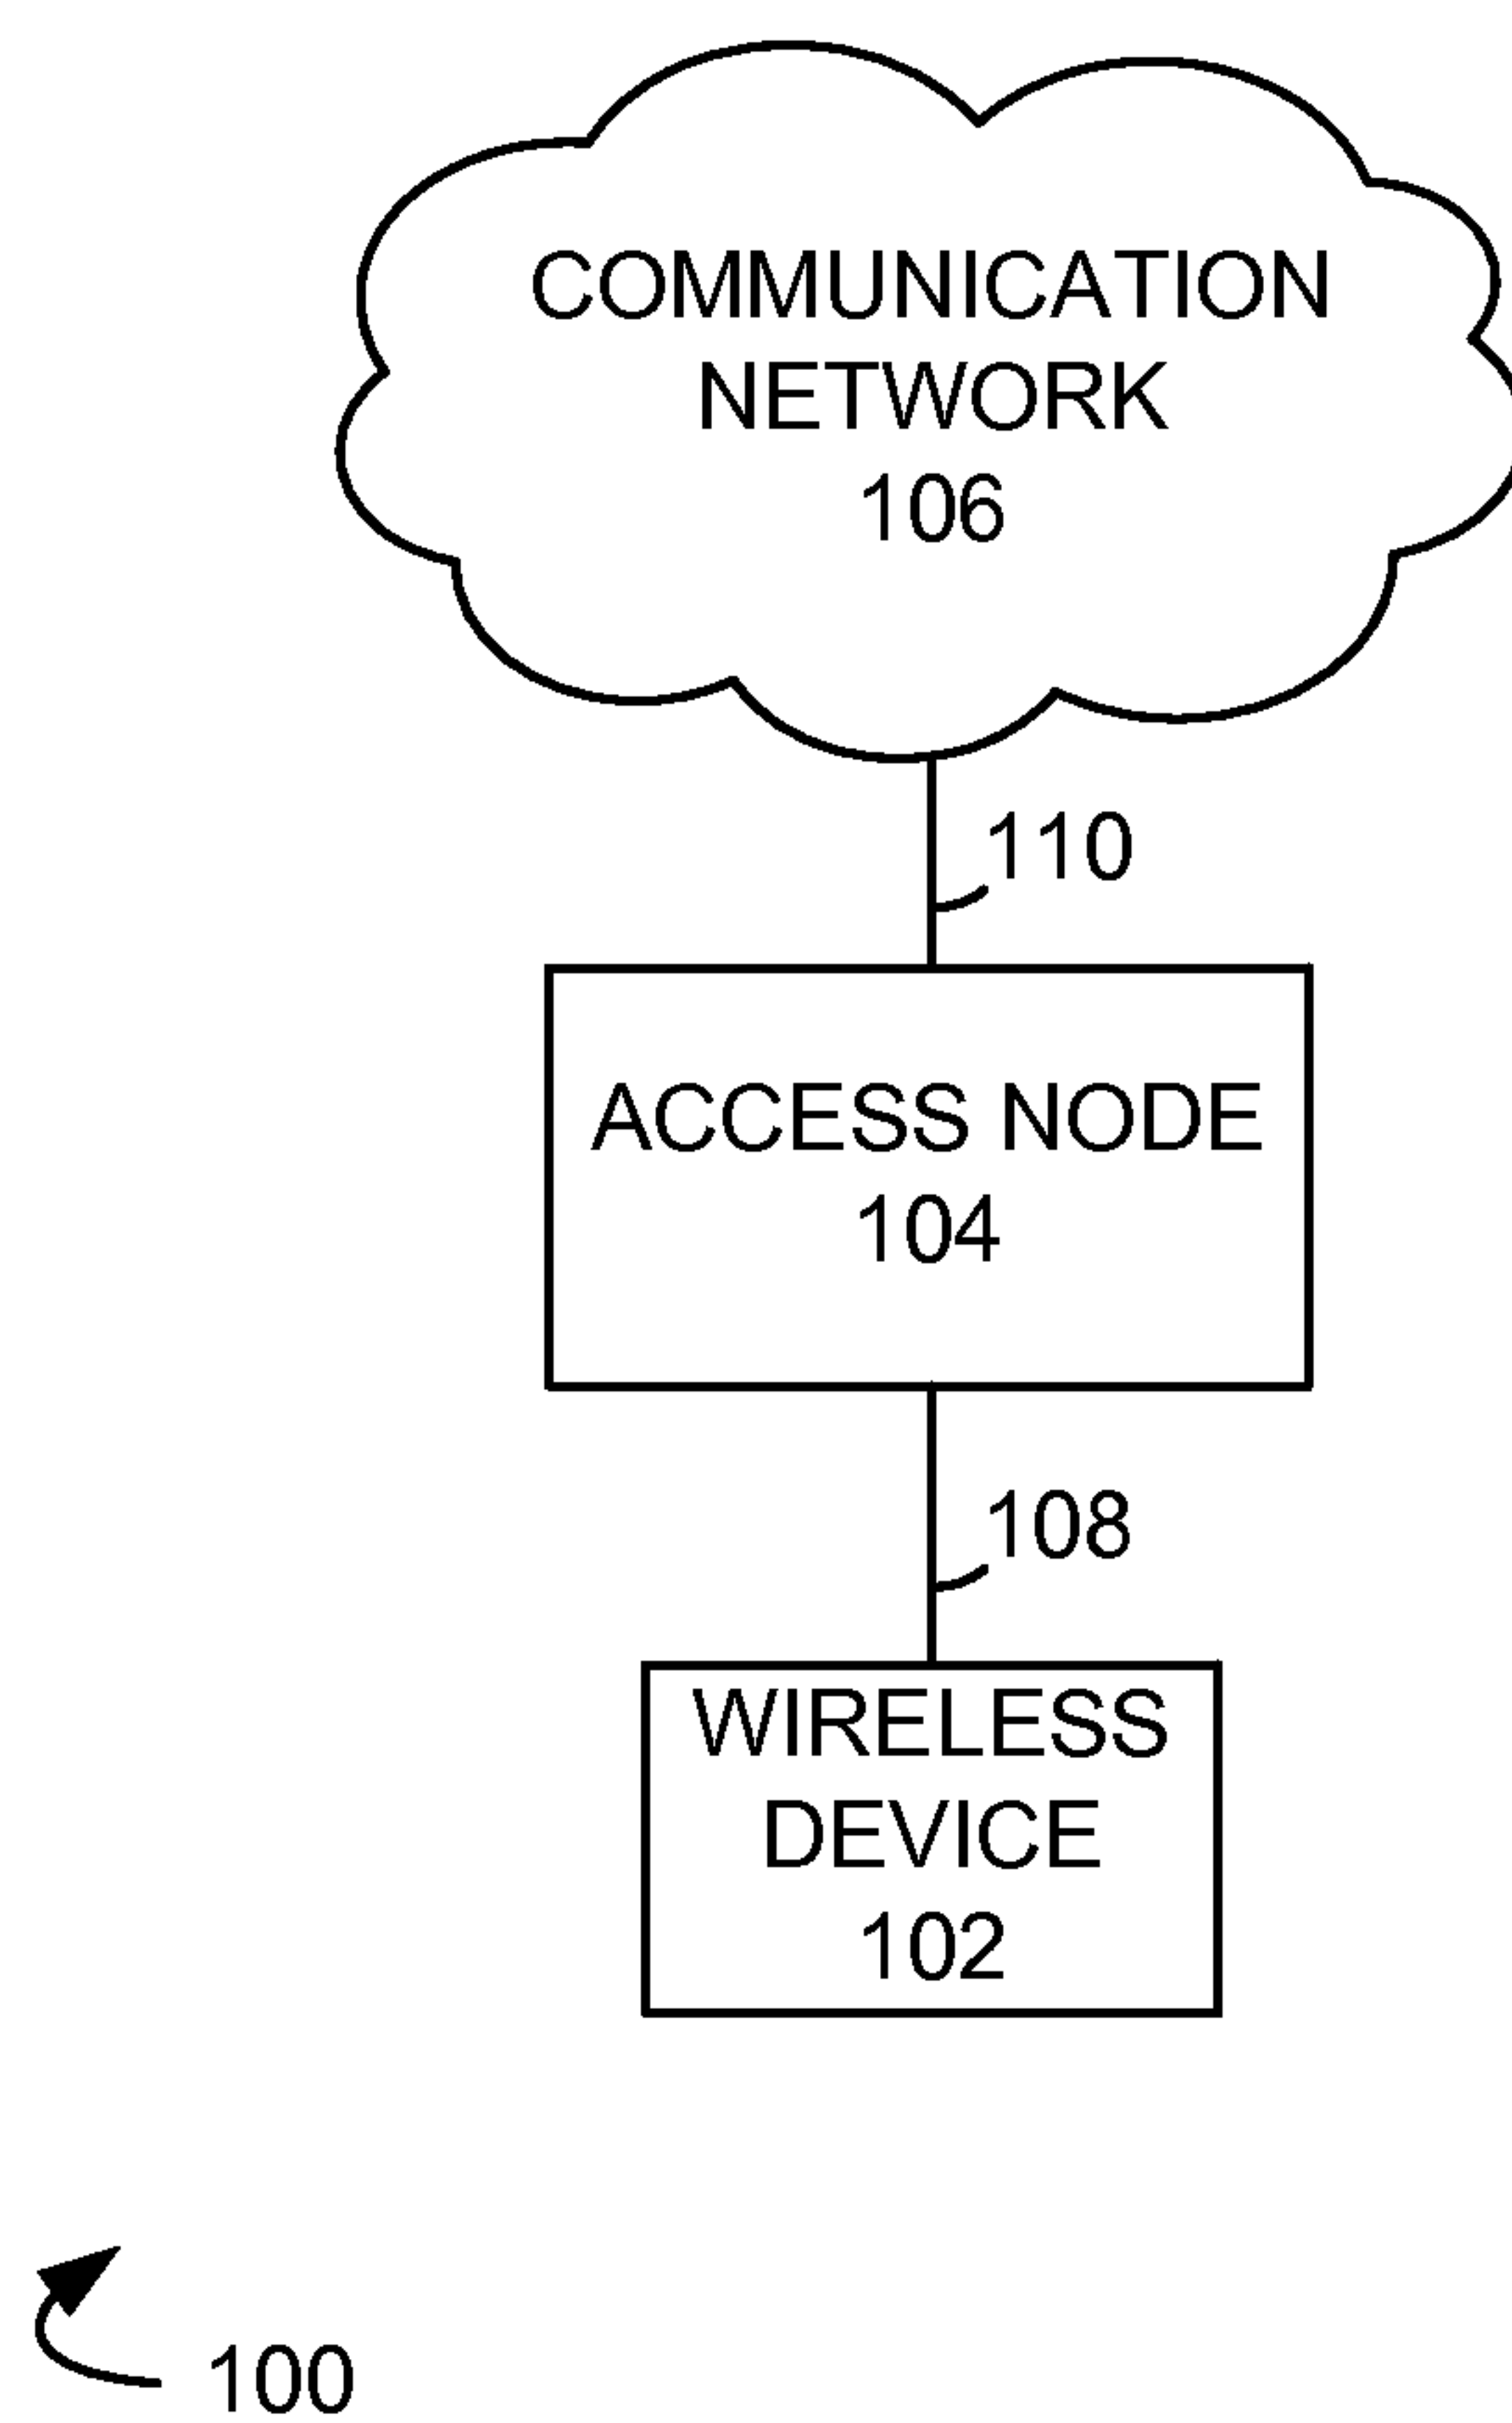 COMMUNICATION
NETWORK
106
110
ACCESS NODE
104
108
WIRELESS
DEVICE
102
100